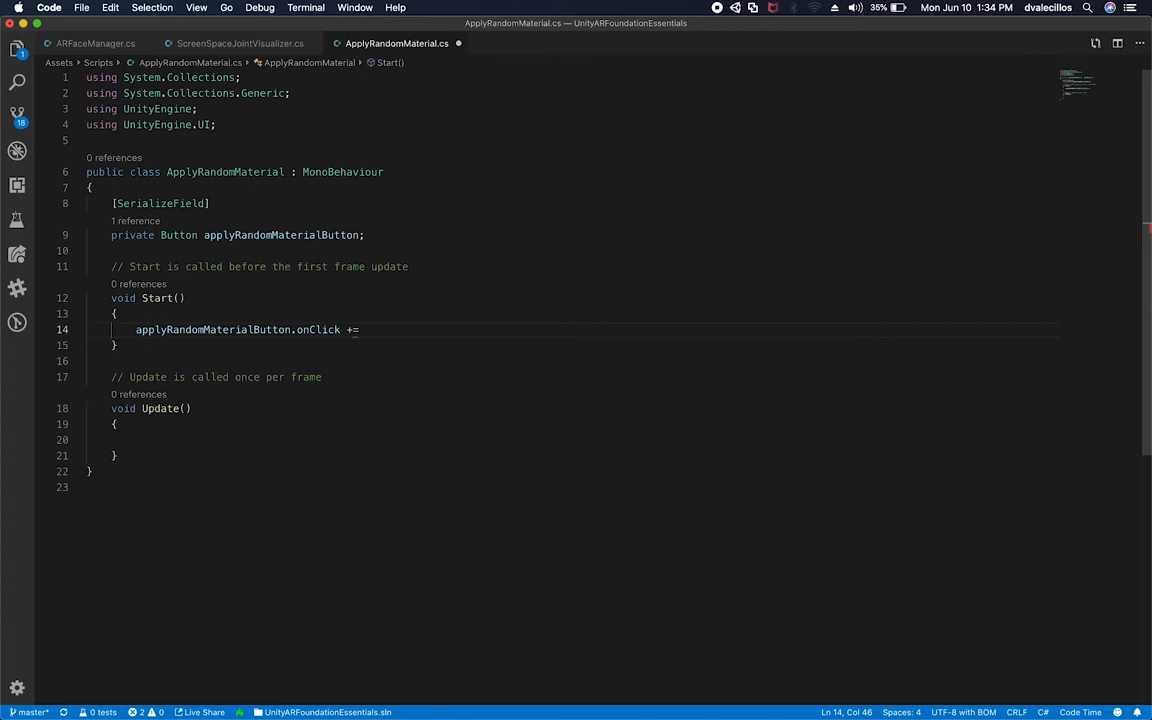 Code File Edit Selection View Go Debug Terminal Window Help 35% Mon Jun 10 1:34 PM dvalecillos
ApplyRandomMaterial.cs — UnityARFoundationEssentials
ARFaceManager.cs ScreenSpaceJointVisualizer.cs ApplyRandomMaterial.cs
Assets Scripts ApplyRandomMaterial.cs ApplyRandomMaterial Start()
1
18
1 using System.Collections;
2 using System.Collections.Generic;
3 using UnityEngine;
4 using UnityEngine.UI;
5
0 references
6 public class ApplyRandomMaterial : MonoBehaviour
7 {
8 [SerializeField]
1 reference
9 private Button applyRandomMaterialButton;
10
11 // Start is called before the first frame update
0 references
12 void Start()
13 {
14 applyRandomMaterialButton.onClick +=
15 }
16
17 // Update is called once per frame
0 references
18 void Update()
19 {
20
21 }
22 }
23
master* 0 tests 2 0 Live Share UnityARFoundationEssentials.sln Ln 14, Col 46 Spaces: 4 UTF-8 with BOM CRLF C# Code Time